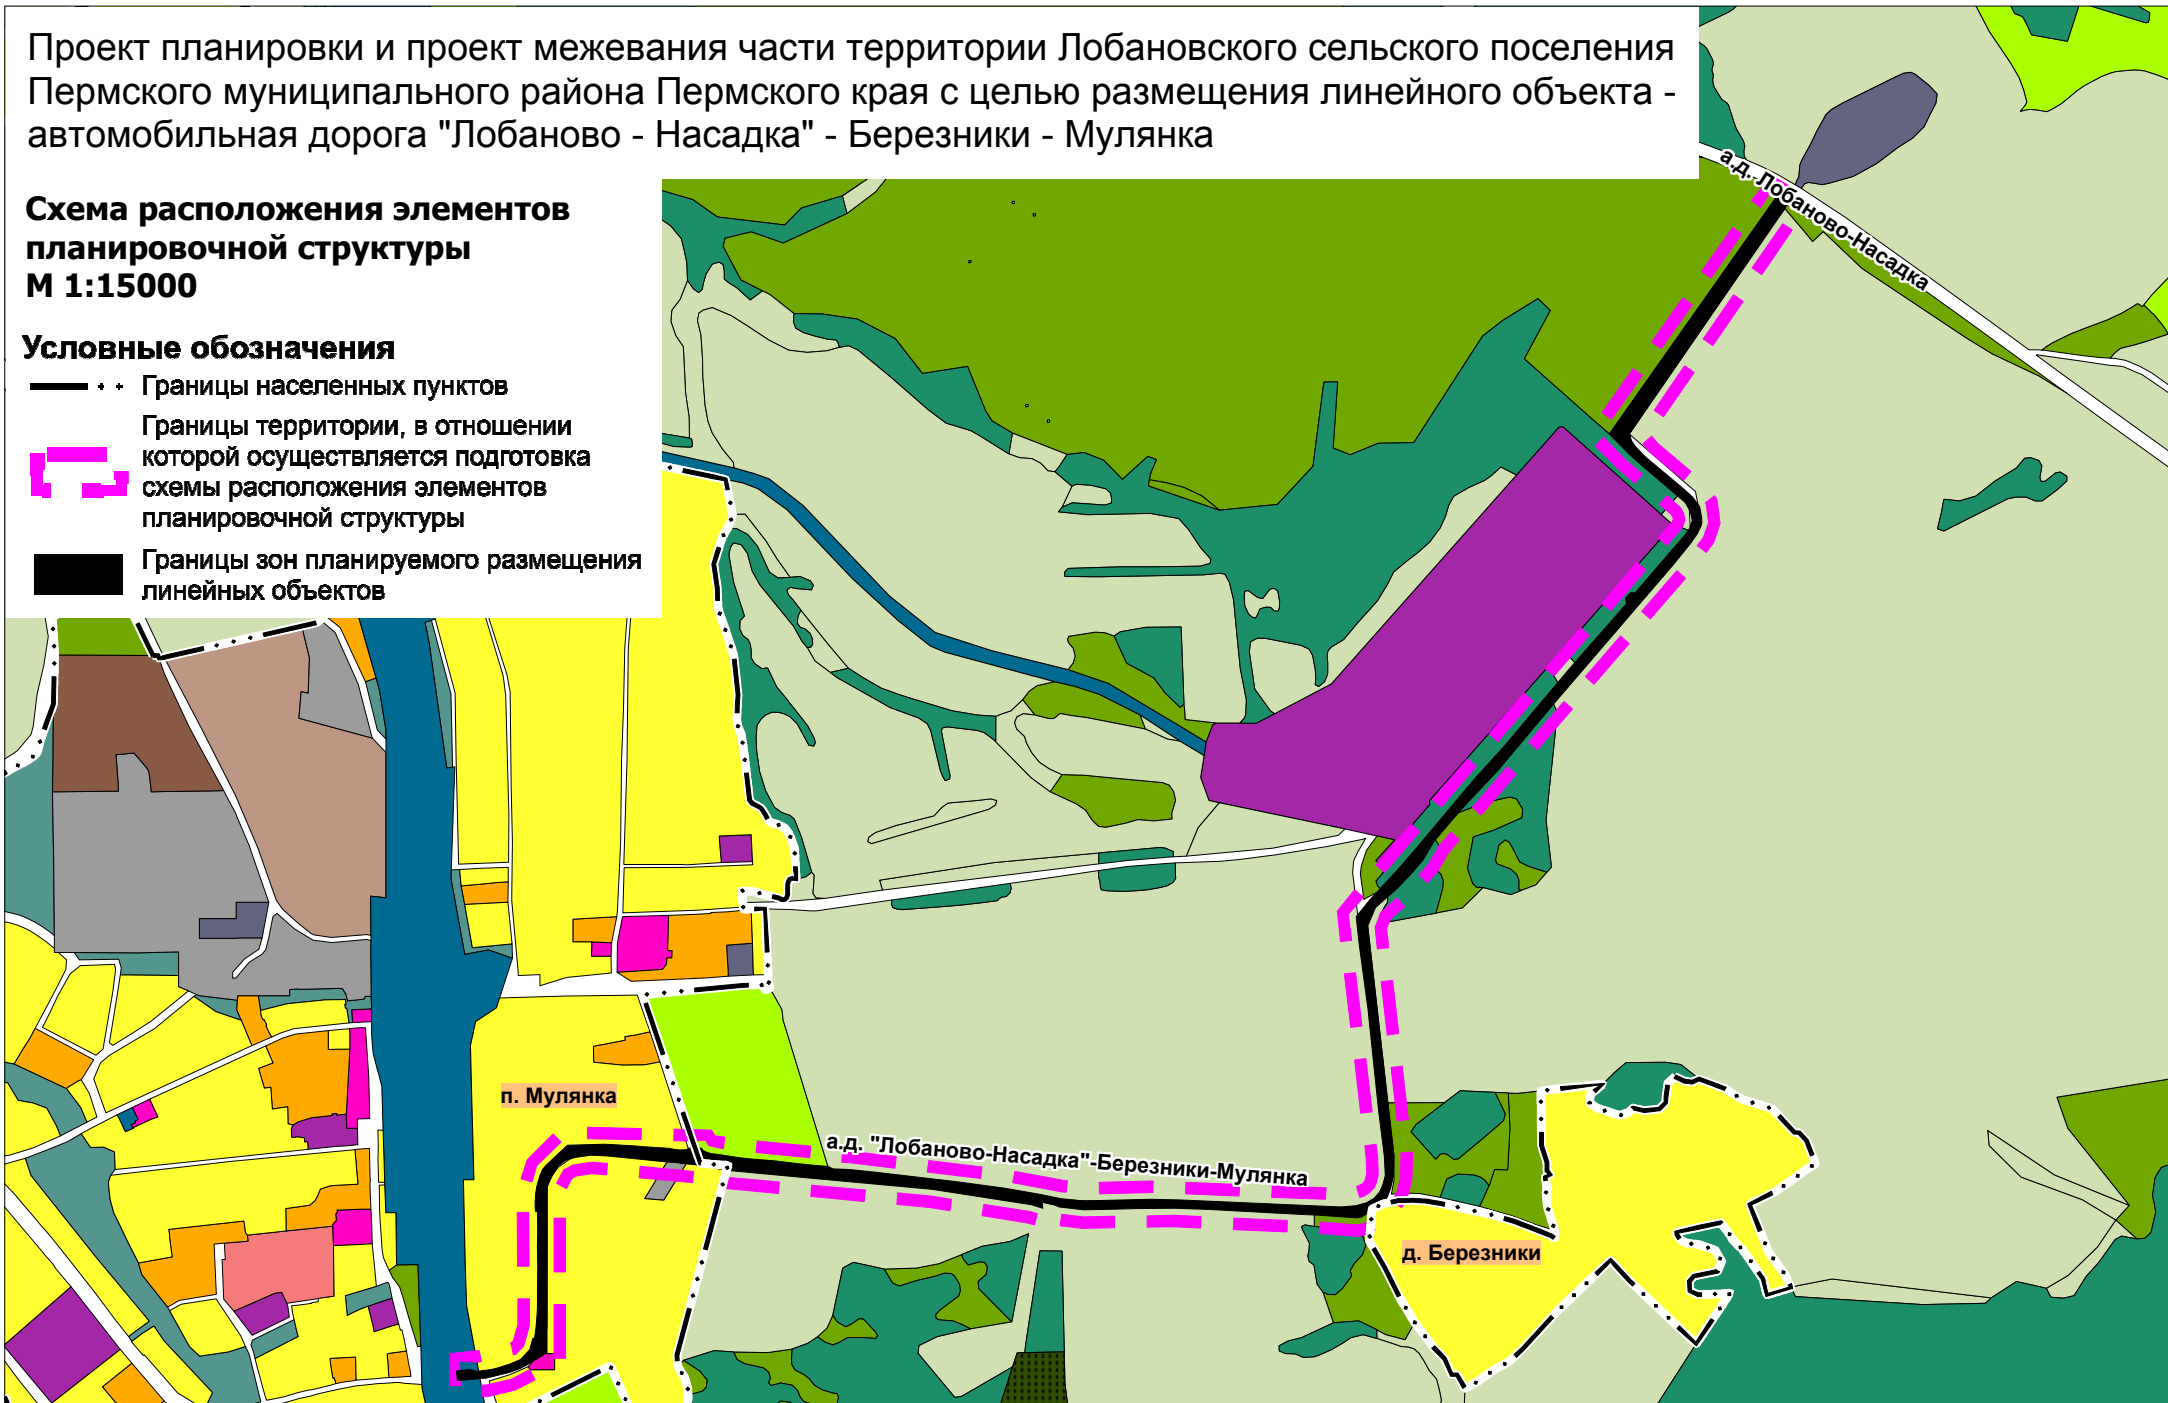 Проект планировки и проект межевания части территории Лобановского сельского поселения
Пермского муниципального района Пермского края с целью размещения линейного объекта -
автомобильная дорога "Лобаново - Насадка" - Березники - Мулянка
Схема расположения элементов
планировочной структуры
М 1:15000
Условные обозначения
Границы населенных пунктов
Границы территории, в отношении
которой осуществляется подготовка
схемы расположения элементов
планировочной структуры
Границы зон планируемого размещения
линейных объектов
а.д. Лобаново-Насадка
п. Мулянка
а.д. "Лобаново-Насадка"-Березники-Мулянка
д. Березники